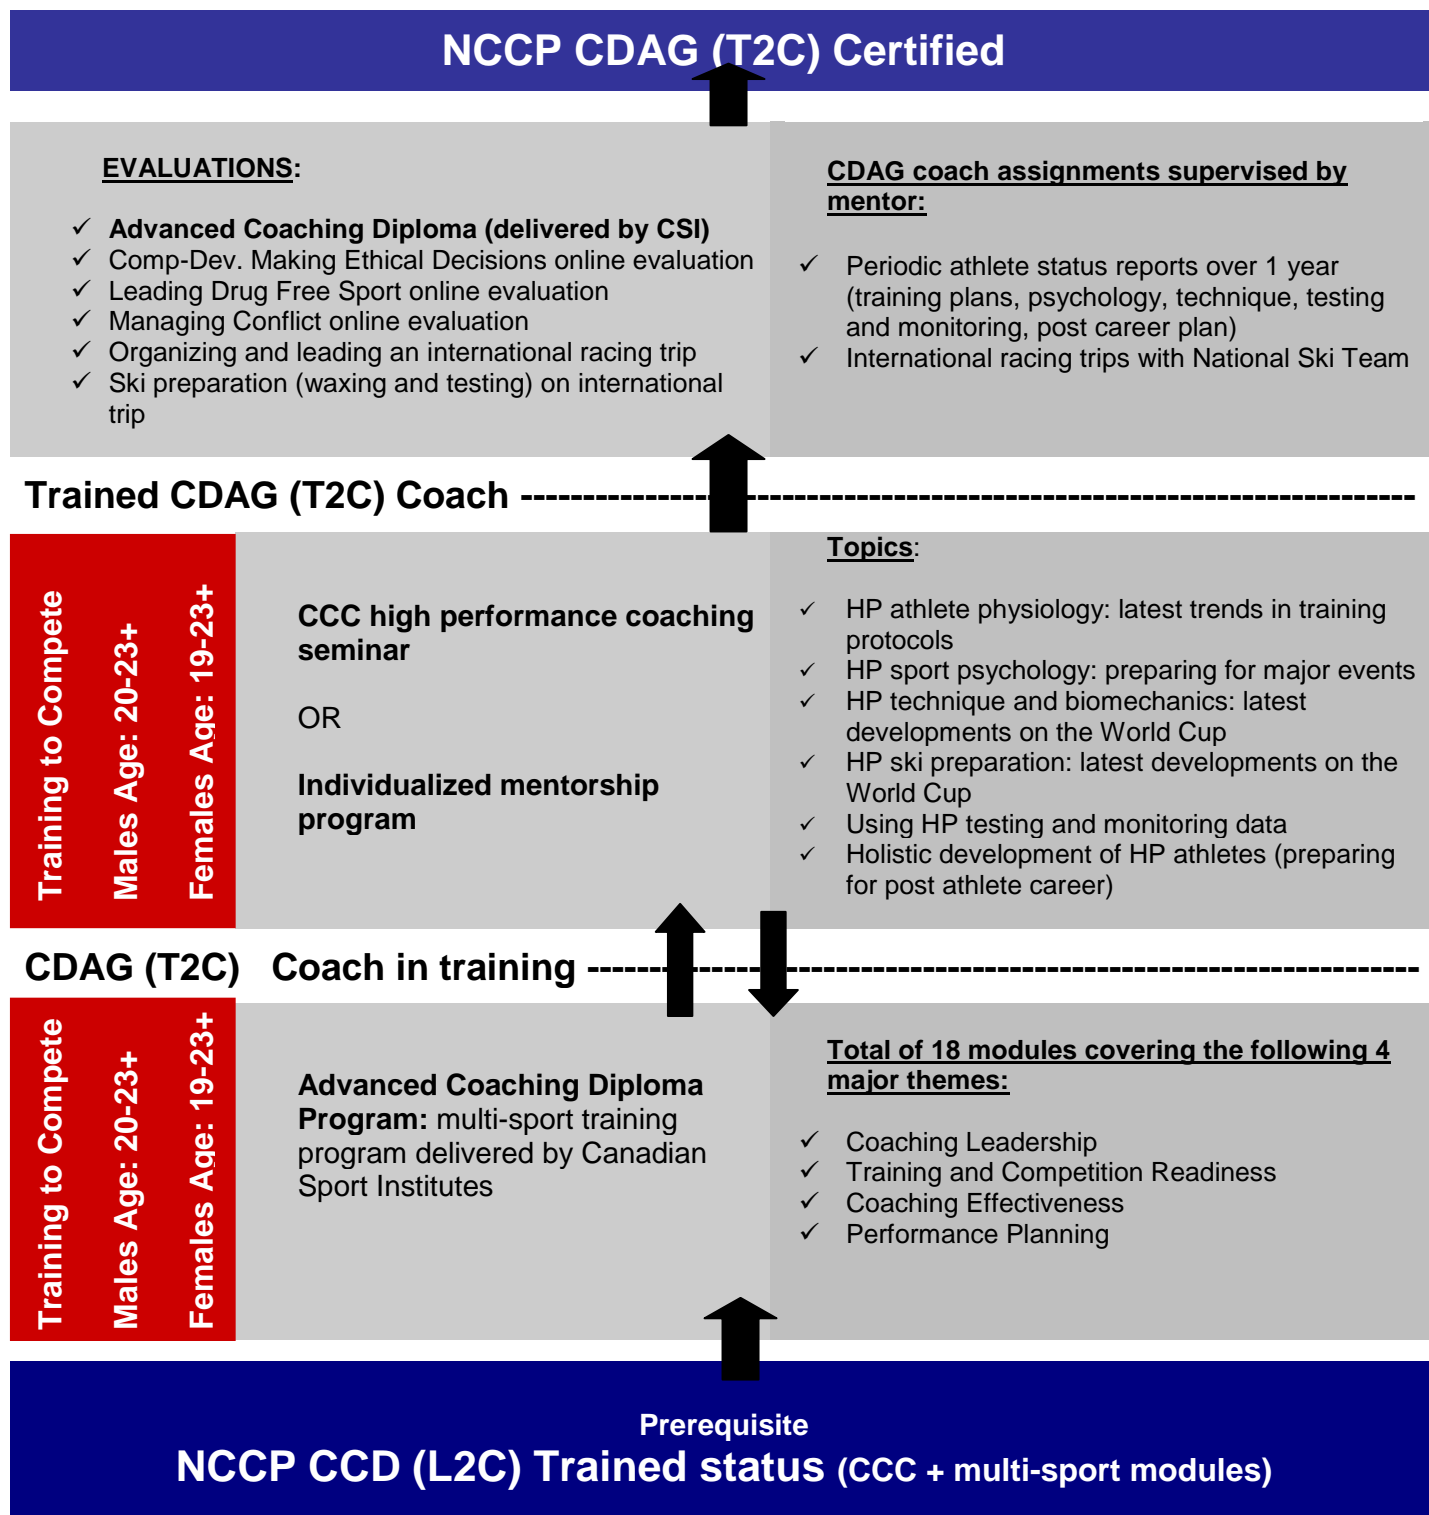 NCCP CDAG (T2C) Certified
EVALUATIONS:
✓ Advanced Coaching Diploma (delivered by CSI)
✓ Comp-Dev. Making Ethical Decisions online evaluation
✓ Leading Drug Free Sport online evaluation
✓ Managing Conflict online evaluation
✓ Organizing and leading an international racing trip
✓ Ski preparation (waxing and testing) on international
trip
CDAG coach assignments supervised by
mentor:
✓ Periodic athlete status reports over 1 year
(training plans, psychology, technique, testing
and monitoring, post career plan)
✓ International racing trips with National Ski Team
Trained CDAG (T2C) Coach ------------------------------------------------------------------------
Training to Compete
Males Age: 20-23+
Females Age: 19-23+
CCC high performance coaching
seminar
OR
Individualized mentorship
program
Topics:
✓ HP athlete physiology: latest trends in training
protocols
✓ HP sport psychology: preparing for major events
✓ HP technique and biomechanics: latest
developments on the World Cup
✓ HP ski preparation: latest developments on the
World Cup
✓ Using HP testing and monitoring data
✓ Holistic development of HP athletes (preparing
for post athlete career)
CDAG (T2C) Coach in training -------------------------------------------------------------------
Training to Compete
Males Age: 20-23+
Females Age: 19-23+
Advanced Coaching Diploma
Program: multi-sport training
program delivered by Canadian
Sport Institutes
Total of 18 modules covering the following 4
major themes:
✓ Coaching Leadership
✓ Training and Competition Readiness
✓ Coaching Effectiveness
✓ Performance Planning
Prerequisite
NCCP CCD (L2C) Trained status (CCC + multi-sport modules)